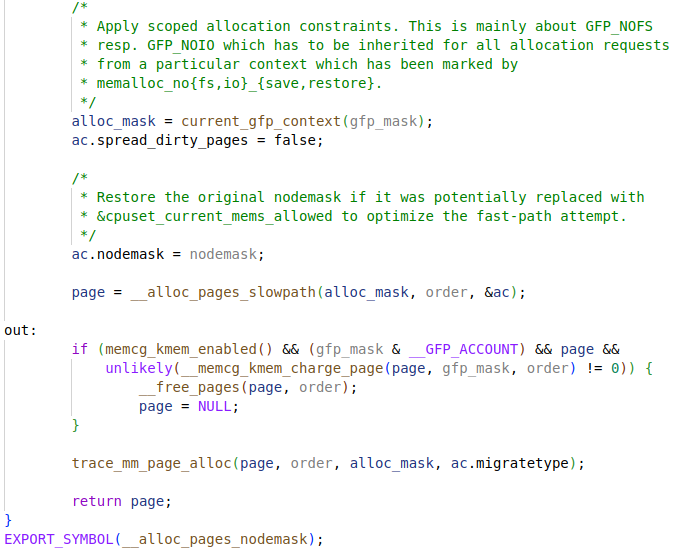 /*
 * Apply scoped allocation constraints. This is mainly about GFP_NOFS
 * resp. GFP_NOIO which has to be inherited for all allocation requests
 * from a particular context which has been marked by
 * memalloc_no{fs,io}_{save,restore}.
 */
alloc_mask = current_gfp_context(gfp_mask);
ac.spread_dirty_pages = false;

/*
 * Restore the original nodemask if it was potentially replaced with
 * &cpuset_current_mems_allowed to optimize the fast-path attempt.
 */
ac.nodemask = nodemask;

page = __alloc_pages_slowpath(alloc_mask, order, &ac);

out:
if (memcg_kmem_enabled() && (gfp_mask & __GFP_ACCOUNT) && page &&
unlikely(__memcg_kmem_charge_page(page, gfp_mask, order) != 0)) {
__free_pages(page, order);
page = NULL;
}

trace_mm_page_alloc(page, order, alloc_mask, ac.migratetype);

return page;
}
EXPORT_SYMBOL(__alloc_pages_nodemask);